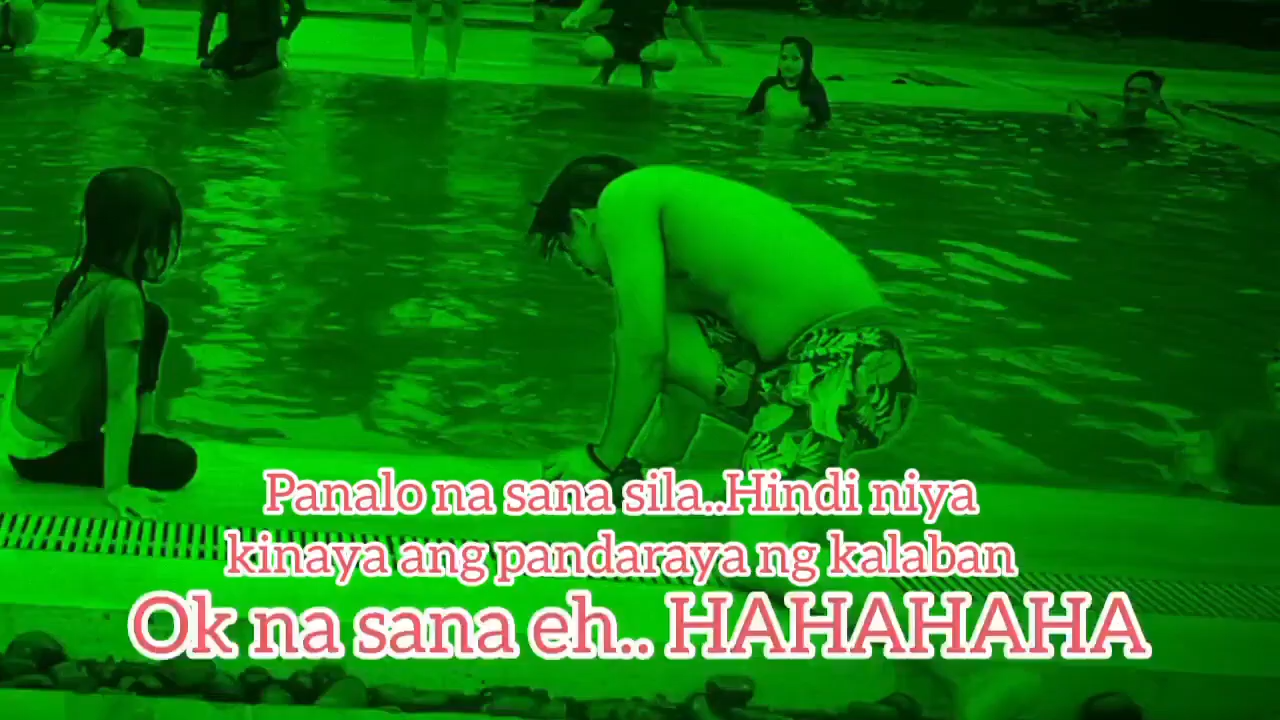 Panalo na sana sila..Hindi niya
kinaya ang pandaraya ng kalaban
Ok na sana eh.. HAHAHAHA